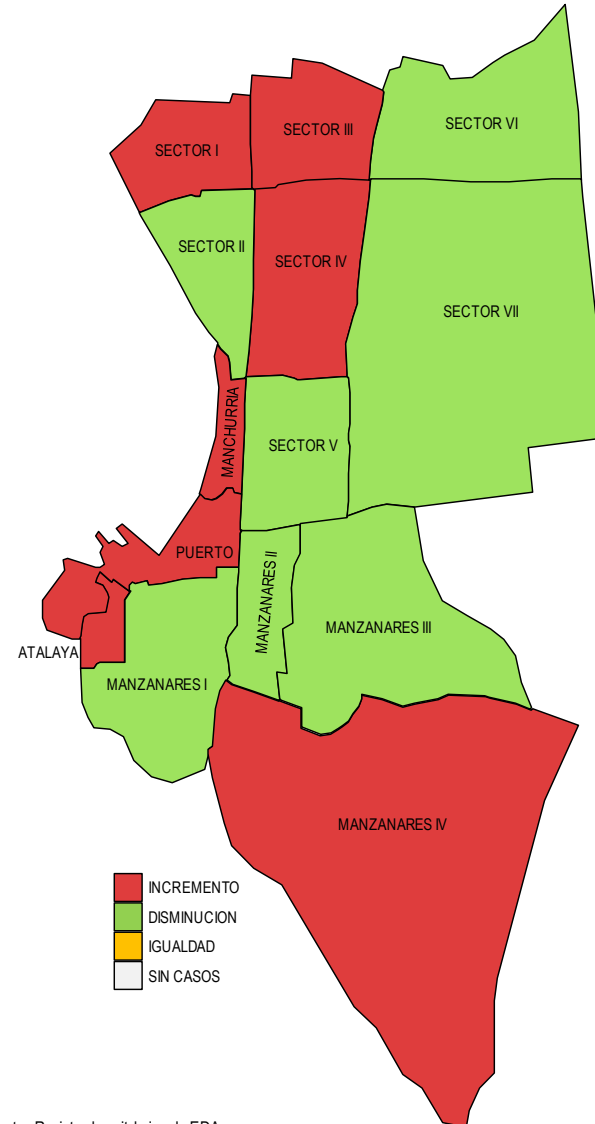 SECTOR VI
SECTOR III
SECTOR I
SECTOR II
SECTOR IV
SECTOR VII
MANCHURRIA
SECTOR V
PUERTO
MANZANARES II
MANZANARES III
ATALAYA
MANZANARES I
MANZANARES IV
INCREMENTO
DISMINUCION
IGUALDAD
SIN CASOS